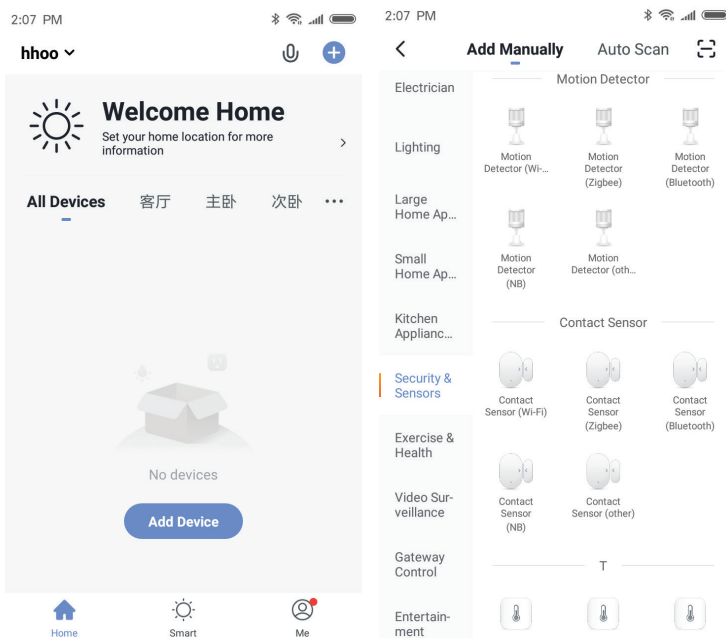 2:07 PM
hhoo
Welcome Home
Set your home location for more
information
All Devices 客厅 主卧 次卧 •••
No devices
Add Device
Home Smart Me
2:07 PM
Add Manually Auto Scan
Electrician
Lighting
Large
Home Ap...
Small
Home Ap...
Kitchen
Applianc...
Security &
Sensors
Exercise &
Health
Video Sur-
veillance
Gateway
Control
Entertain-
ment
Motion Detector
Motion
Detector (Wi-...
Motion
Detector
(Zigbee)
Motion
Detector
(Bluetooth)
Motion
Detector
(NB)
Motion
Detector (oth...
Contact Sensor
Contact
Sensor (Wi-Fi)
Contact
Sensor
(Zigbee)
Contact
Sensor
(Bluetooth)
Contact
Sensor
(NB)
Contact
Sensor (other)
T